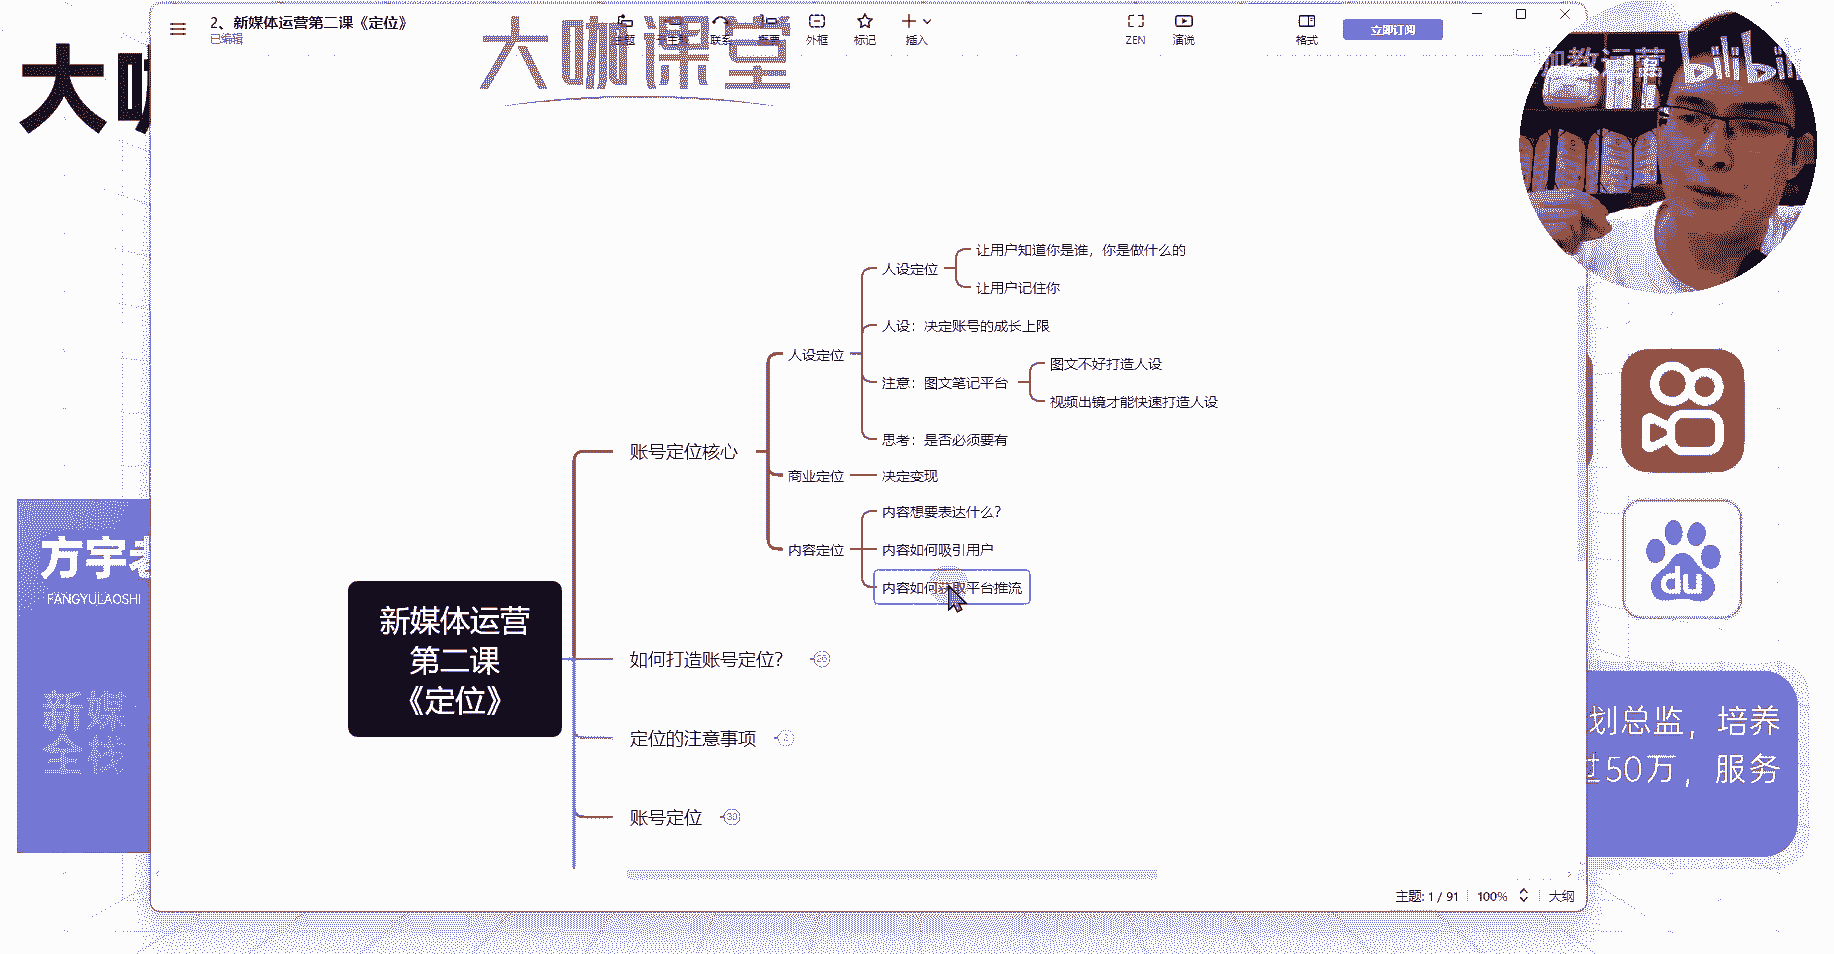 2、新媒体运营第二课《定位》
已编辑
大咖课堂
主题
联系
概要
外框
标记
插入
ZEN
演说
格式
立即订阅
bilibili
大咖
方宇老
FANGYULAOSHI
新媒
全栈
新媒体运营
第二课
《定位》
账号定位核心
人设定位
人设定位
让用户知道你是谁，你是做什么的
让用户记住你
人设：决定账号的成长上限
注意：图文笔记平台
图文不好打造人设
视频出镜才能快速打造人设
思考：是否必须要有
商业定位
决定变现
内容定位
内容想要表达什么？
内容如何吸引用户
内容如何获取平台推流
如何打造账号定位？
定位的注意事项
账号定位
30
du
划总监，培养
过50万，服务
主题: 1 / 91
100%
大纲